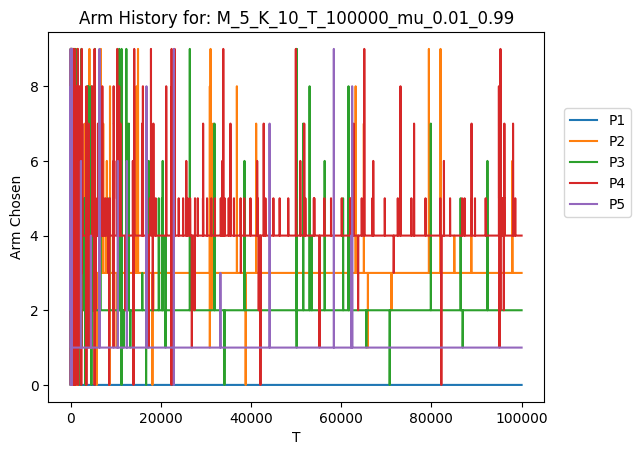 Arm History for: M_5_K_10_T_100000_mu_0.01_0.99
Arm Chosen
8
6
4
2
0
0
20000
40000
60000
80000
100000
T
P1
P2
P3
P4
P5